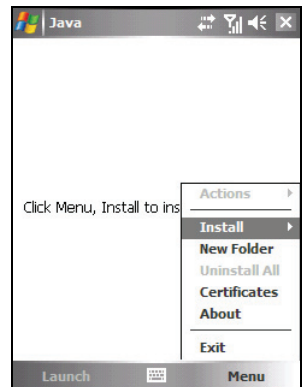 Java
Click Menu, Install to ins
Actions
Install
New Folder
Uninstall All
Certificates
About
Exit
Launch
Menu